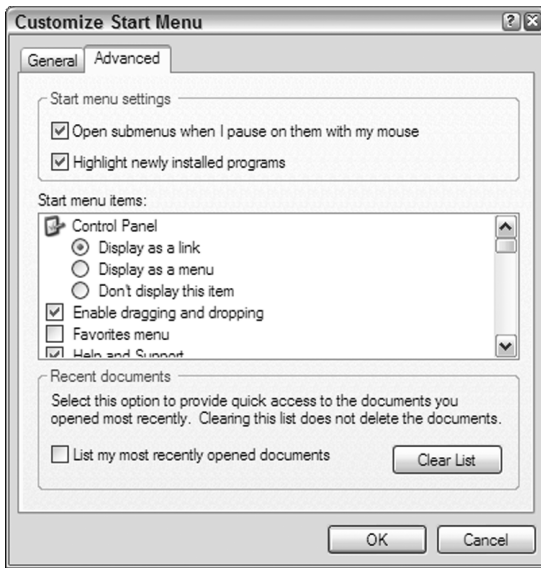 Customize Start Menu
General
Advanced
Start menu settings
Open submenus when I pause on them with my mouse
Highlight newly installed programs
Start menu items:
Control Panel
Display as a link
Display as a menu
Don't display this item
Enable dragging and dropping
Favorites menu
Help and Support
Recent documents
Select this option to provide quick access to the documents you
opened most recently. Clearing this list does not delete the documents.
List my most recently opened documents
Clear List
OK
Cancel